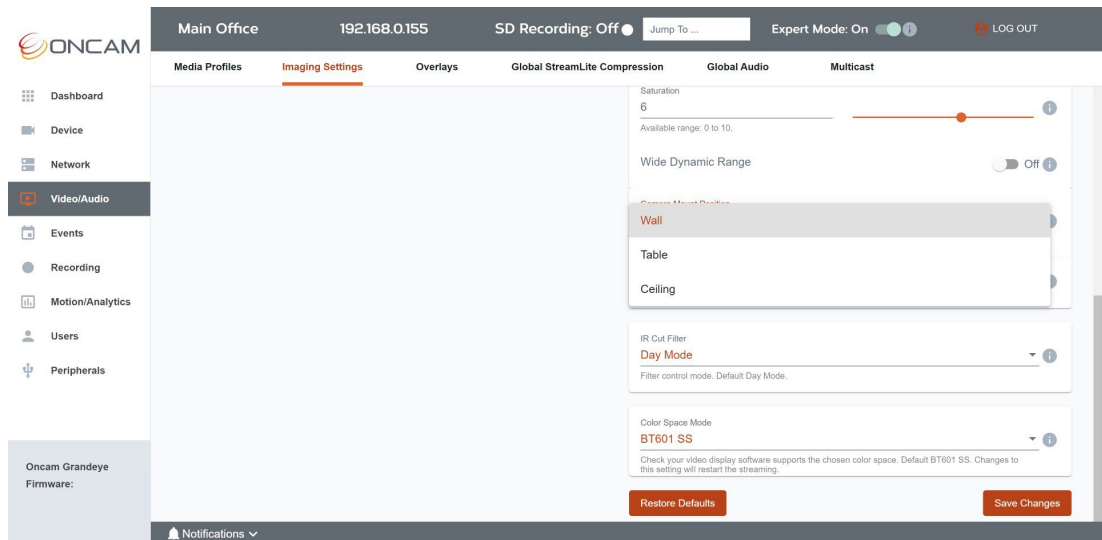 ONCAM
Main Office 192.168.0.155 SD Recording: Off Jump To ... Expert Mode: On LOG OUT
Media Profiles Imaging Settings Overlays Global StreamLite Compression Global Audio Multicast
Dashboard
Device
Network
Video/Audio
Events
Recording
Motion/Analytics
Users
Peripherals
Oncam Grandeye
Firmware:
Saturation
6
Available range: 0 to 10.
Wide Dynamic Range Off
Camera Mount Position
Wall
Table
Ceiling
IR Cut Filter
Day Mode
Filter control mode. Default Day Mode.
Color Space Mode
BT601 SS
Check your video display software supports the chosen color space. Default BT601 SS. Changes to
this setting will restart the streaming.
Restore Defaults Save Changes
Notifications